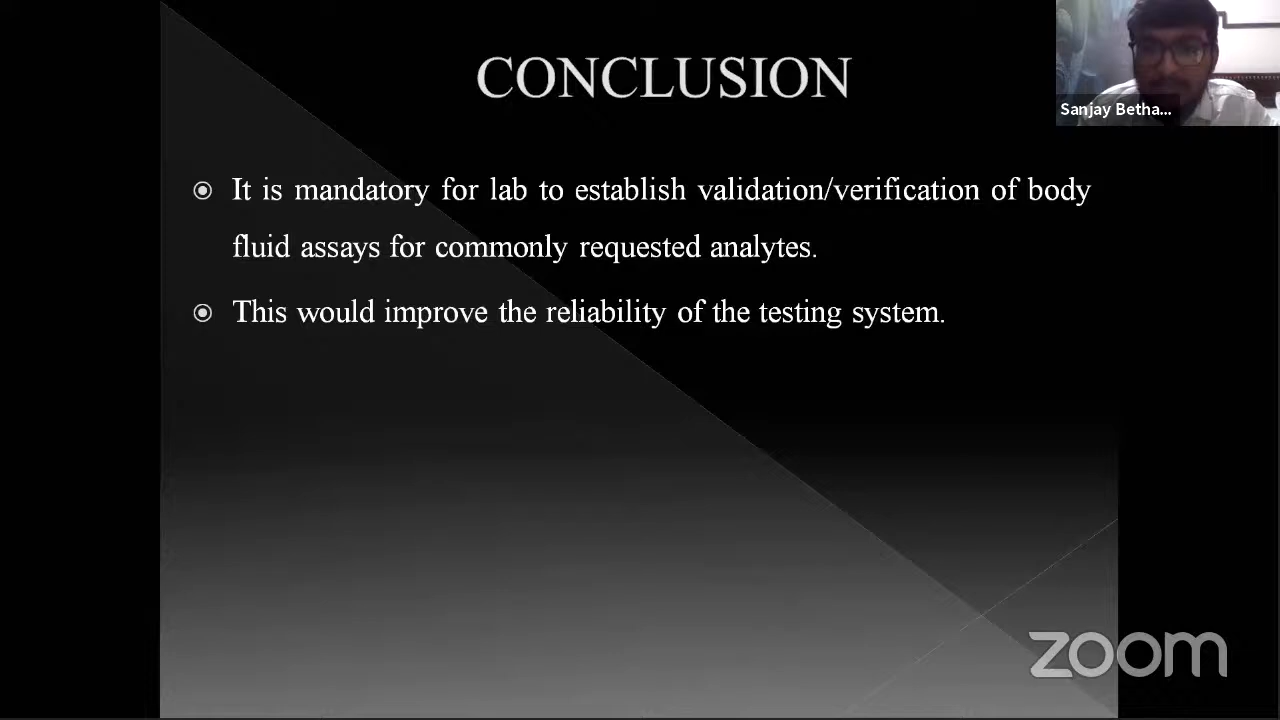 CONCLUSION
Sanjay Betha...
It is mandatory for lab to establish validation/verification of body
fluid assays for commonly requested analytes.
This would improve the reliability of the testing system.
zoom